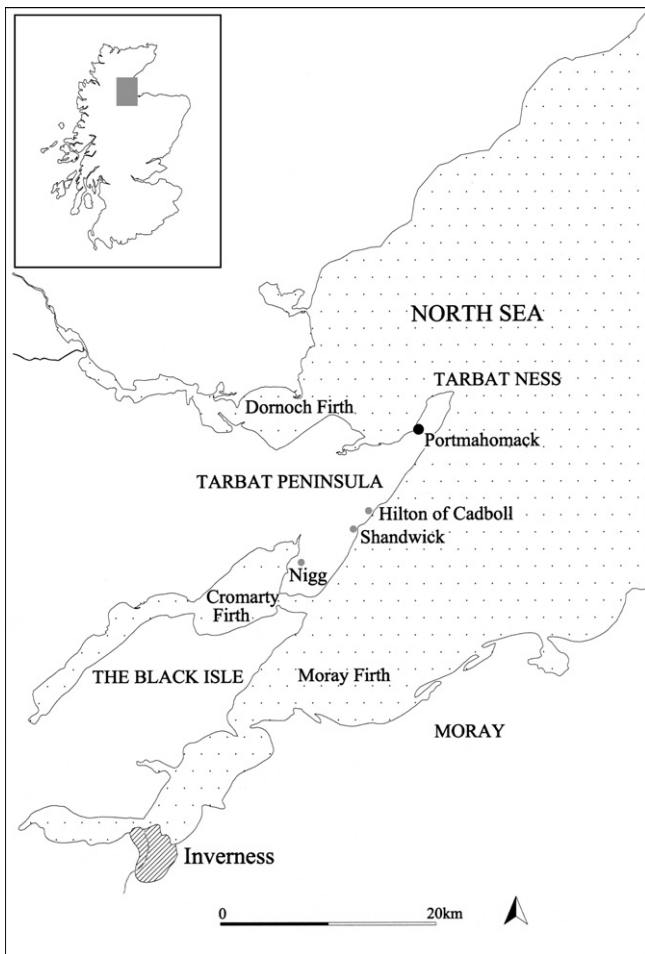 NORTH SEA
TARBAT NESS
Dornoch Firth
Portmahomack
TARBAT PENINSULA
Hilton of Cadboll
Shandwick
Nigg
Cromarty
Firth
THE BLACK ISLE
Moray Firth
MORAY
Inverness
0
20km